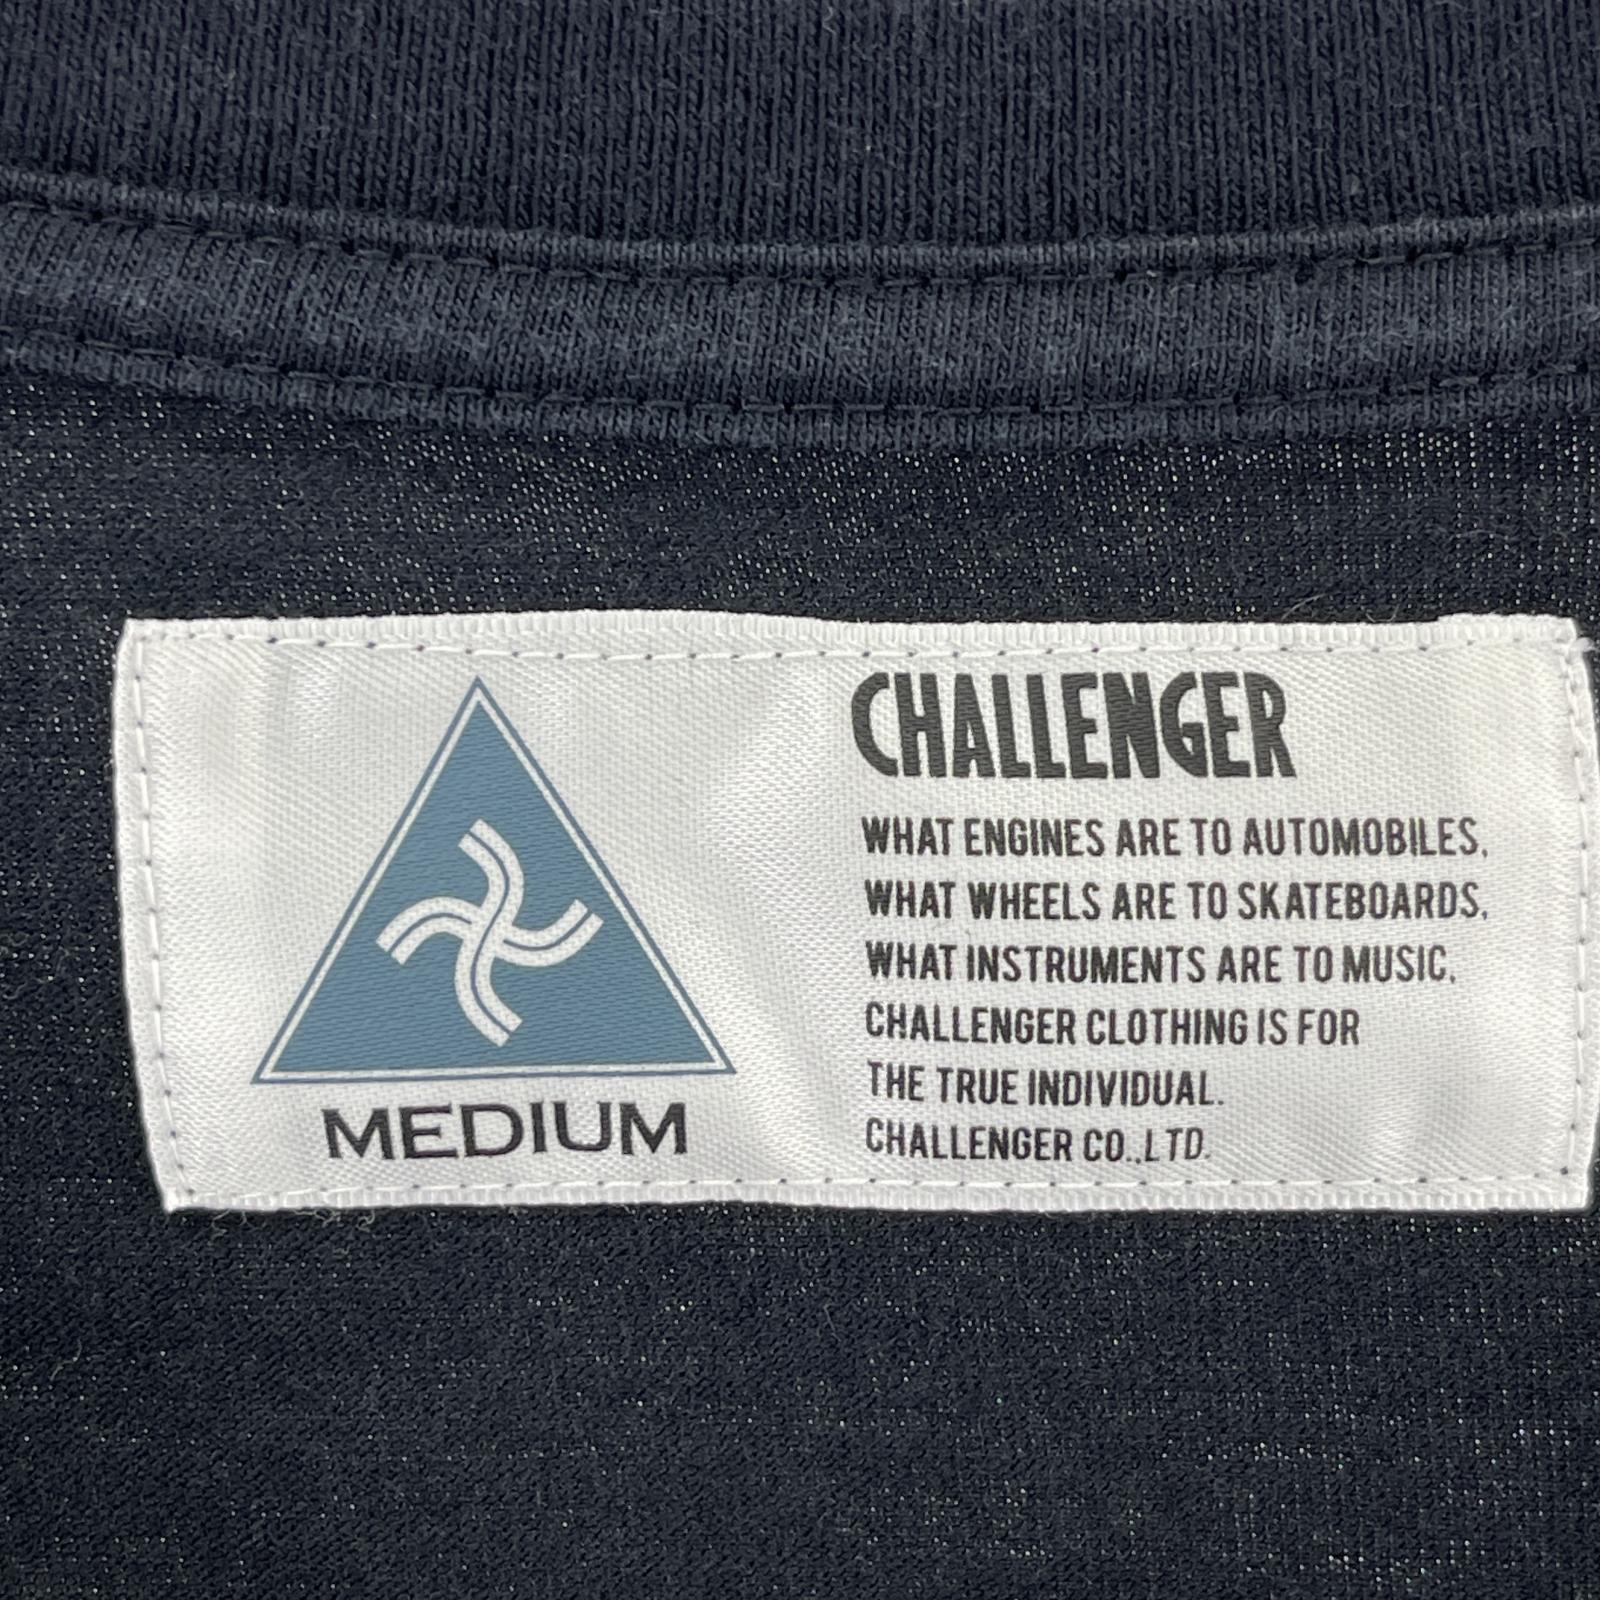 CHALLENGER
WHAT ENGINES ARE TO AUTOMOBILES,
WHAT WHEELS ARE TO SKATEBOARDS,
WHAT INSTRUMENTS ARE TO MUSIC,
CHALLENGER CLOTHING IS FOR
THE TRUE INDIVIDUAL.
CHALLENGER CO.,LTD.
MEDIUM